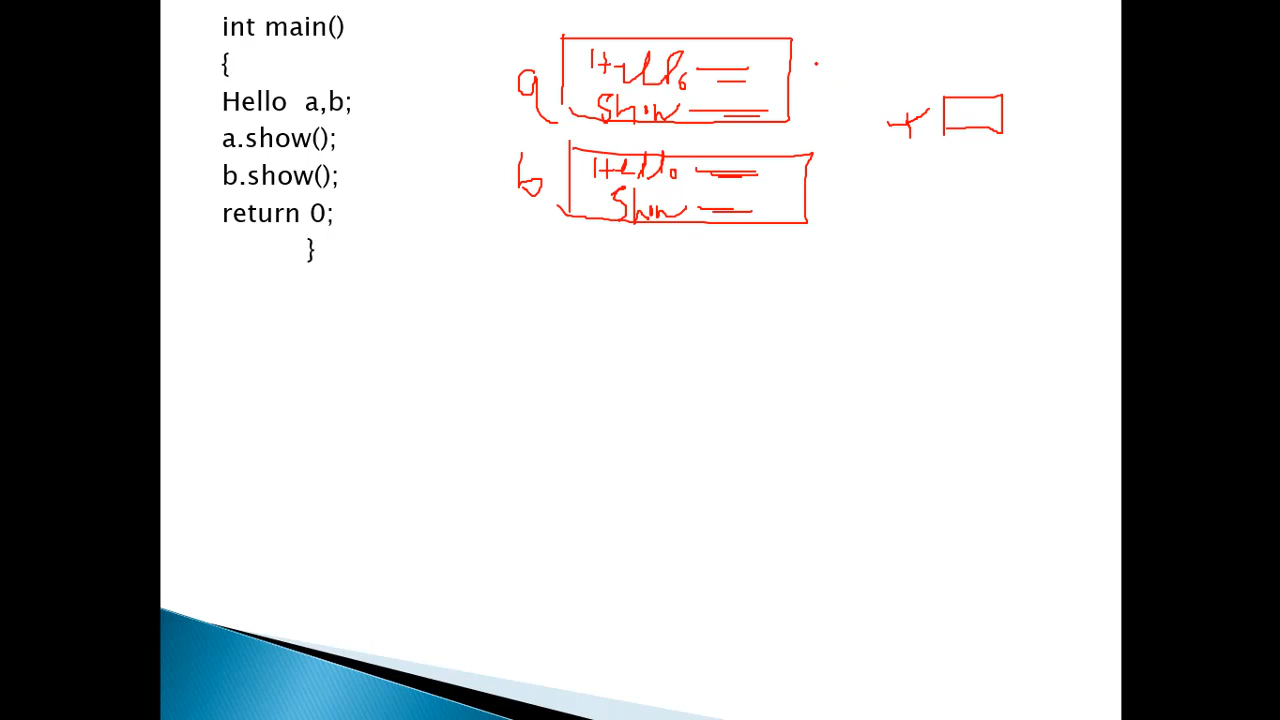 int main()
{
Hello a,b;
a.show();
b.show();
return 0;
}
a
Hello
Show
b
Hello
Show